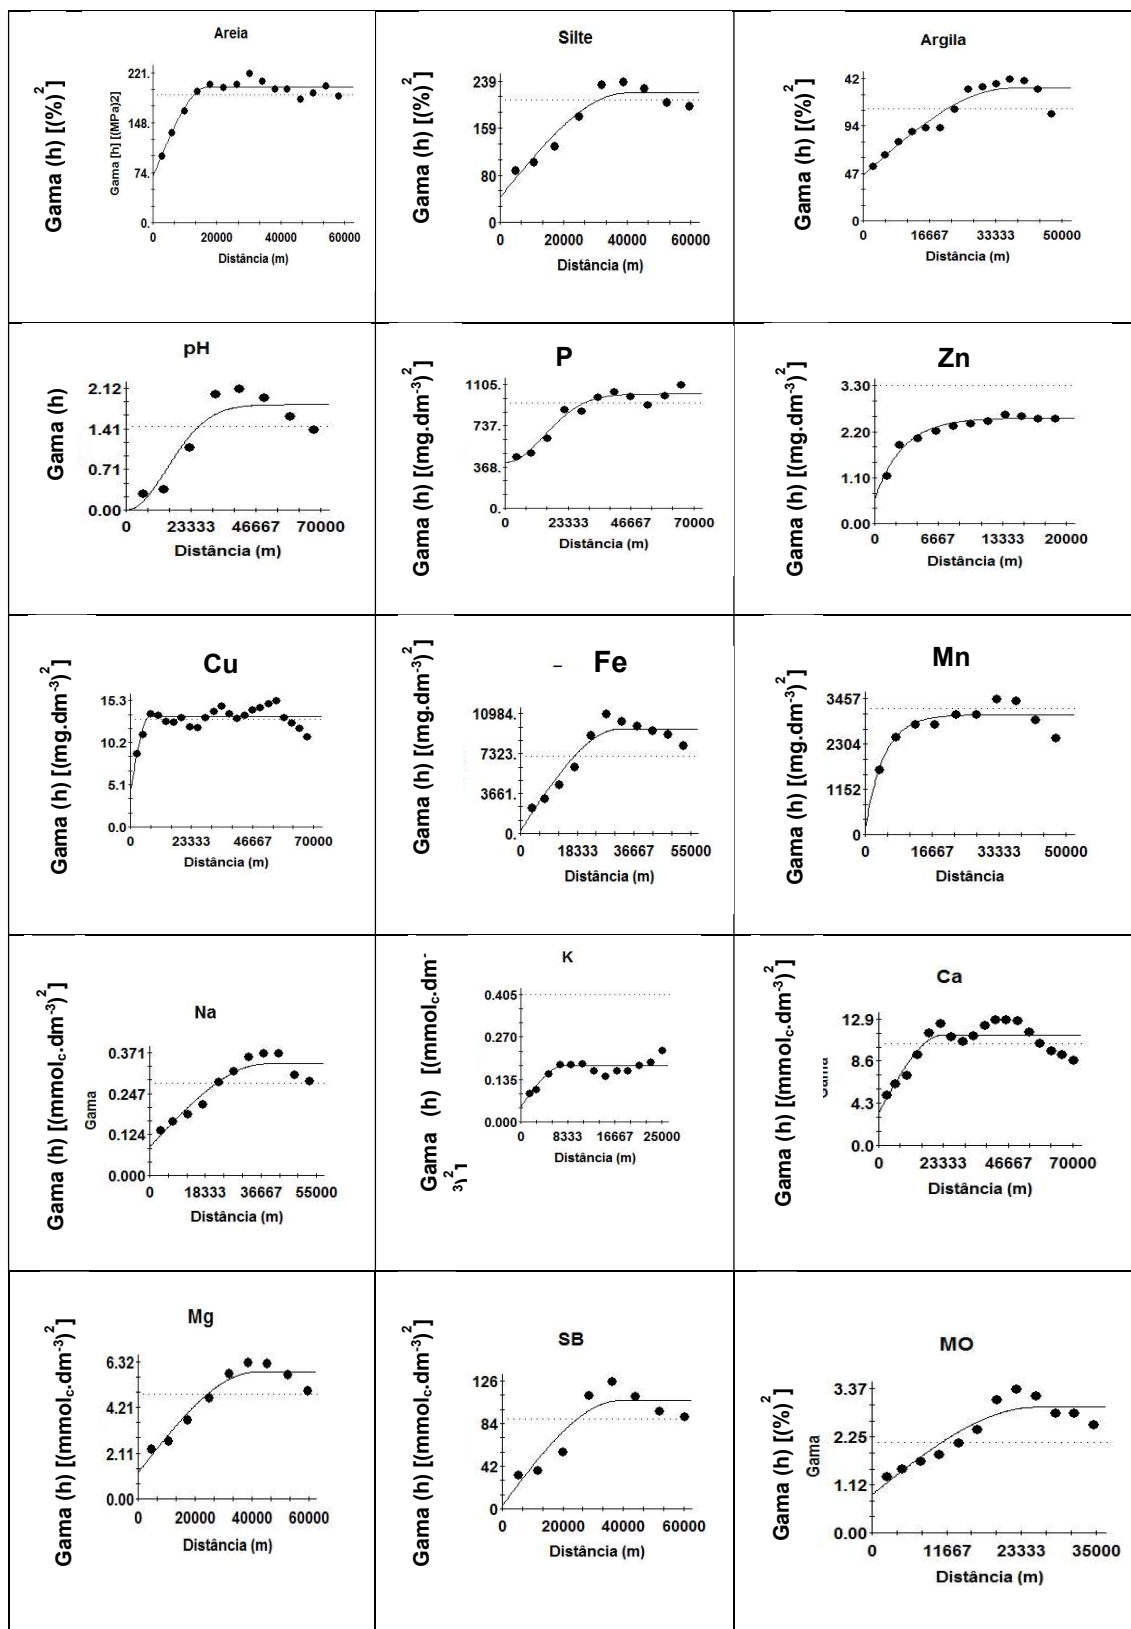 Areia
Gama (h) [(%)²
Gama [h] [(MPa)2]
221.
148.
74.
0.
0 20000 40000 60000
Distância (m)
Silte
Gama (h) [(%)²
239
159
80
0
0 20000 40000 60000
Distância (m)
Argila
Gama (h) [(%)²
42
94
47
0
0 16667 33333 50000
Distância (m)
pH
Gama (h)
2.12
1.41
0.71
0.00
0 23333 46667 70000
Distância (m)
P
Gama (h) [(mg.dm⁻³)² ]
1105.
737.
368.
0.
0 23333 46667 70000
Distância (m)
Zn
Gama (h) [(mg.dm⁻³)² ]
3.30
2.20
1.10
0.00
0 6667 13333 20000
Distância (m)
Cu
Gama (h) [(mg.dm⁻³)² ]
15.3
10.2
5.1
0.0
0 23333 46667 70000
Distância (m)
– Fe
Gama (h) [(mg.dm⁻³)² ]
10984.
7323.
3661.
0.
0 18333 36667 55000
Distância (m)
Mn
Gama (h) [(mg.dm⁻³)² ]
3457
2304
1152
0
0 16667 33333 50000
Distância
Na
Gama (h) [(mmolc.dm⁻³)² ]
Gama
0.371
0.247
0.124
0.000
0 18333 36667 55000
Distância (m)
K
Gama (h) [(mmolc.dm⁻
³)² ]
0.405
0.270
0.135
0.000
0 8333 16667 25000
Distância (m)
Ca
Gama (h) [(mmolc.dm⁻³)² ]
Gama
12.9
8.6
4.3
0.0
0 23333 46667 70000
Distância (m)
Mg
Gama (h) [(mmolc.dm⁻³)² ]
6.32
4.21
2.11
0.00
0 20000 40000 60000
Distância (m)
SB
Gama (h) [(mmolc.dm⁻³)² ]
126
84
42
0
0 20000 40000 60000
Distância (m)
MO
Gama (h) [(%)²
Gama
3.37
2.25
1.12
0.00
0 11667 23333 35000
Distância (m)